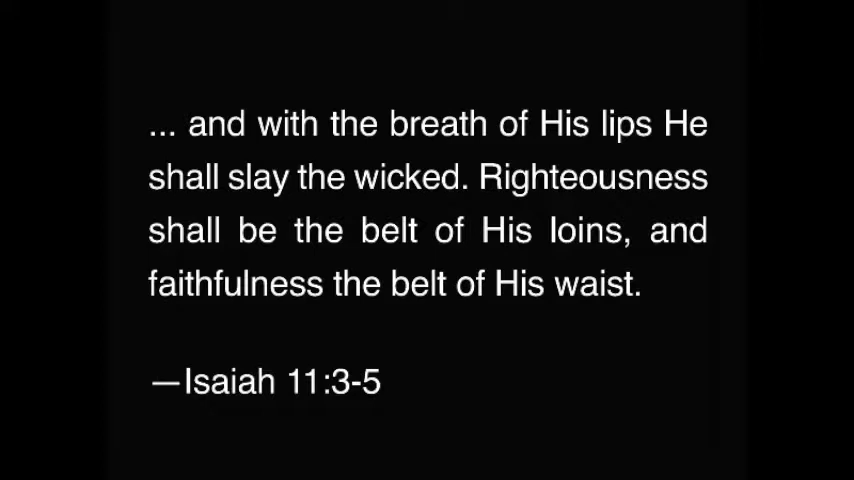 ... and with the breath of His lips He
shall slay the wicked. Righteousness
shall be the belt of His loins, and
faithfulness the belt of His waist.
—Isaiah 11:3-5